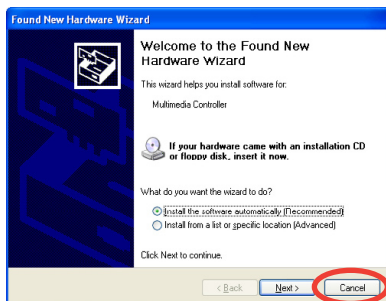 Found New Hardware Wizard
Welcome to the Found New
Hardware Wizard
This wizard helps you install software for:
Multimedia Controller
If your hardware came with an installation CD
or floppy disk, insert it now.
What do you want the wizard to do?
Install the software automatically (Recommended)
Install from a list or specific location (Advanced)
Click Next to continue.
< Back Next > Cancel